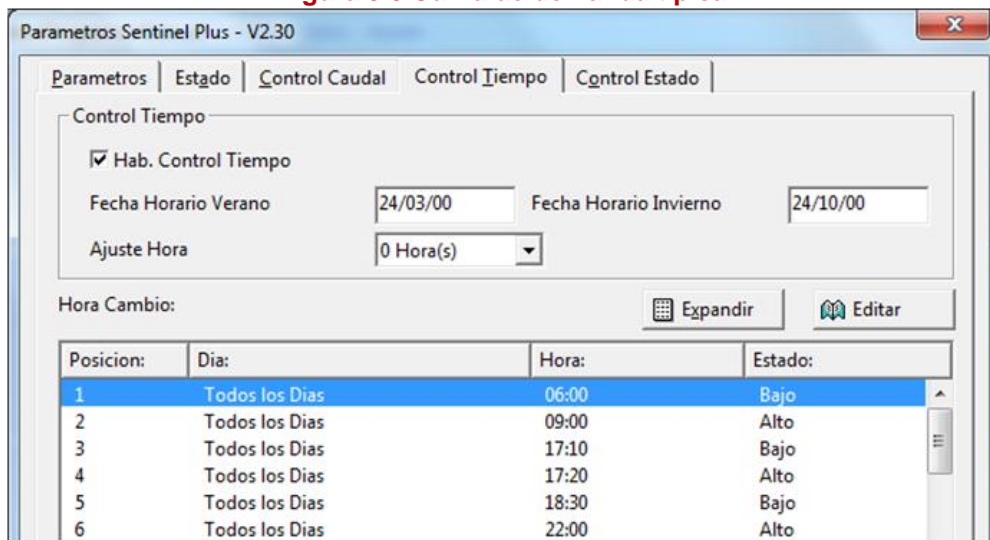 Parametros Sentinel Plus - V2.30
Parametros Estado Control Caudal Control Tiempo Control Estado
Control Tiempo
Hab. Control Tiempo
Fecha Horario Verano 24/03/00 Fecha Horario Invierno 24/10/00
Ajuste Hora 0 Hora(s)
Hora Cambio: Expandir Editar
Posicion: Dia: Hora: Estado:
1 Todos los Dias 06:00 Bajo
2 Todos los Dias 09:00 Alto
3 Todos los Dias 17:10 Bajo
4 Todos los Dias 17:20 Alto
5 Todos los Dias 18:30 Bajo
6 Todos los Dias 22:00 Alto